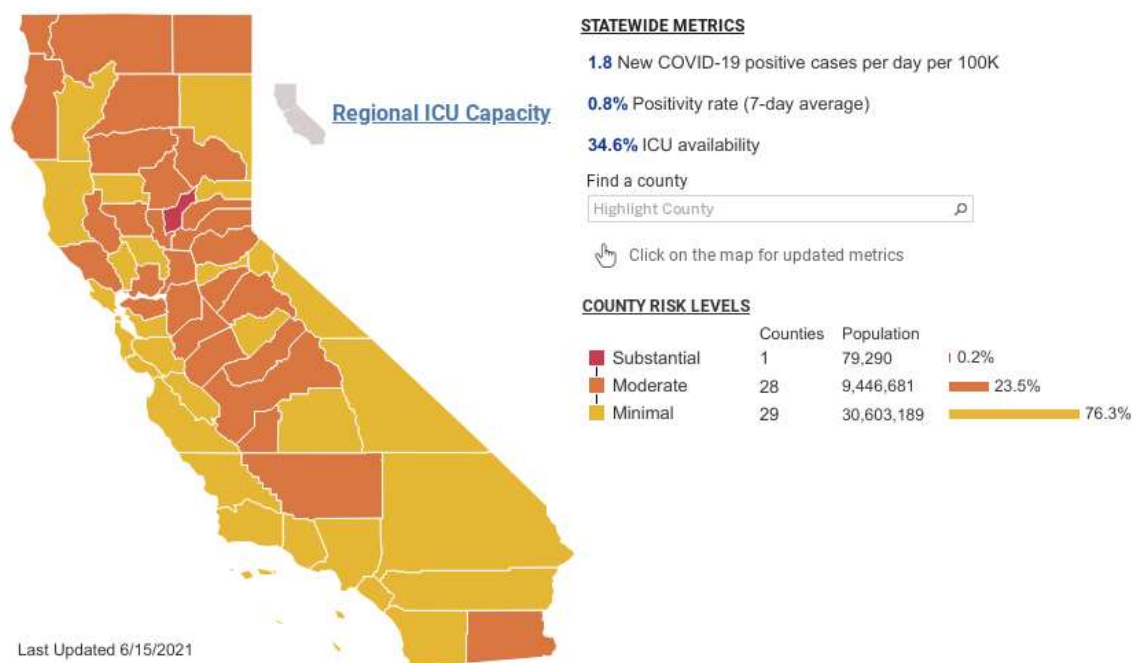 STATEWIDE METRICS
1.8 New COVID-19 positive cases per day per 100K
0.8% Positivity rate (7-day average)
34.6% ICU availability
Regional ICU Capacity
Find a county
Highlight County
Click on the map for updated metrics
COUNTY RISK LEVELS
Counties Population
Substantial 1 79,290 0.2%
Moderate 28 9,446,681 23.5%
Minimal 29 30,603,189 76.3%
Last Updated 6/15/2021